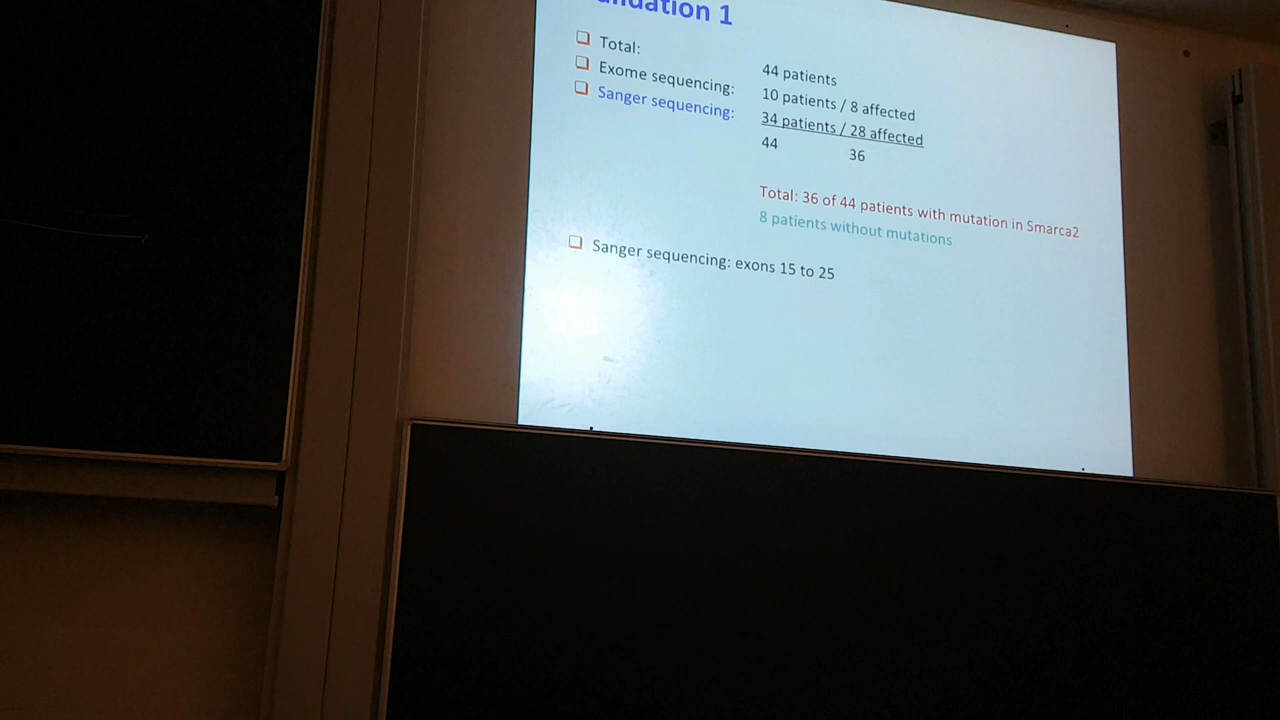 1
Total: 44 patients
Exome sequencing: 10 patients / 8 affected
Sanger sequencing: 34 patients / 28 affected
44 36
Total: 36 of 44 patients with mutation in Smarca2
8 patients without mutations
Sanger sequencing: exons 15 to 25